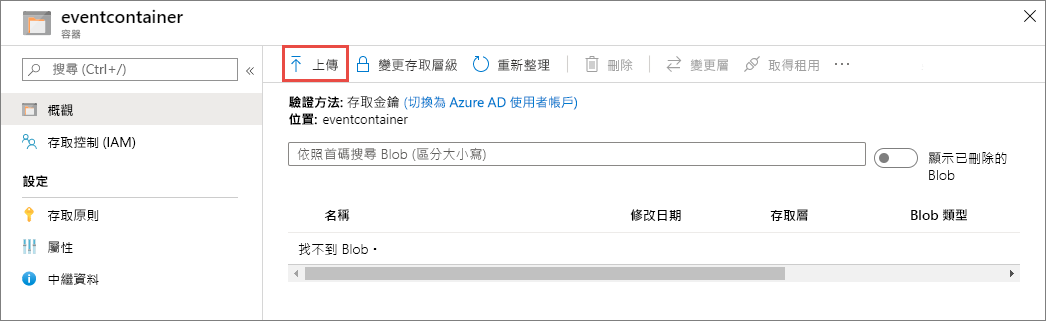 eventcontainer
容器
搜尋 (Ctrl+/)
概觀
存取控制 (IAM)
設定
存取原則
屬性
中繼資料
上傳 變更存取層級 重新整理 刪除 變更層 取得租用
驗證方法: 存取金鑰 (切換為 Azure AD 使用者帳戶)
位置: eventcontainer
依照首碼搜尋 Blob (區分大小寫)
顯示已刪除的
Blob
名稱 修改日期 存取層 Blob 類型
找不到 Blob。